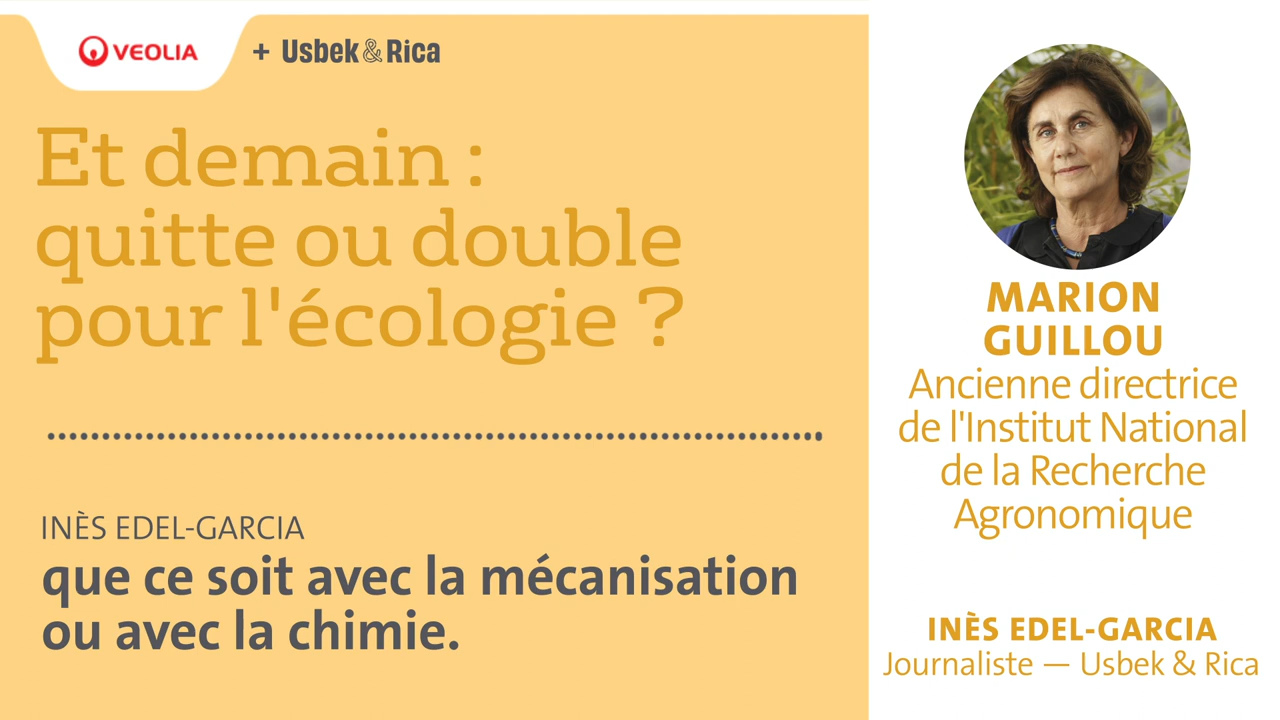 VEOLIA + Usbek&Rica
Et demain :
quitte ou double
pour l'écologie ?
INÈS EDEL-GARCIA
que ce soit avec la mécanisation
ou avec la chimie.
MARION
GUILLOU
Ancienne directrice
de l'Institut National
de la Recherche
Agronomique
INÈS EDEL-GARCIA
Journaliste — Usbek & Rica